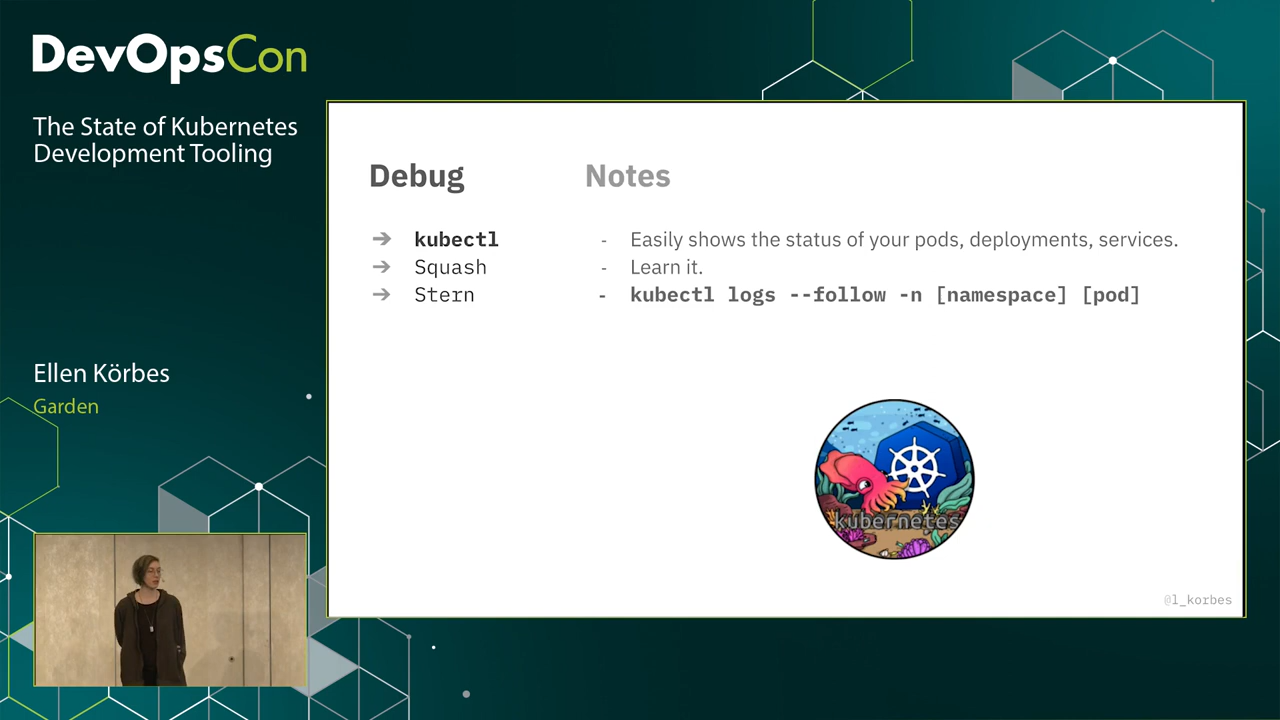 DevOpsCon
The State of Kubernetes
Development Tooling
Ellen Körbes
Garden
Debug
➔ kubectl
➔ Squash
➔ Stern
Notes
- Easily shows the status of your pods, deployments, services.
- Learn it.
- kubectl logs --follow -n [namespace] [pod]
kubernetes
@l_korbes